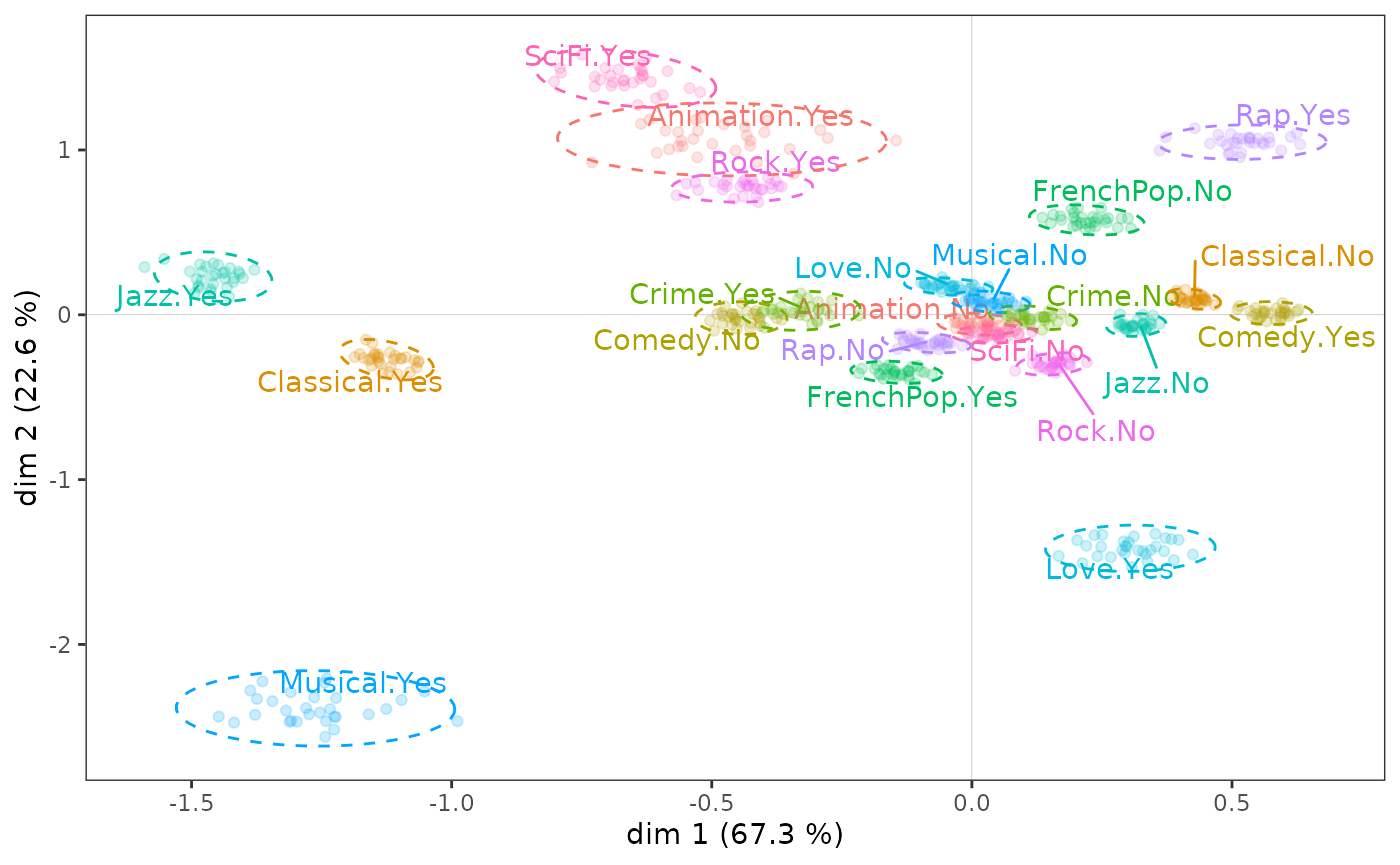 SciFi.Yes
Animation.Yes
Rap.Yes
Rock.Yes
FrenchPop.No
Musical.No
Classical.No
Love.No
Jazz.Yes
Crime.Yes
Crime.No
Animation.No
Comedy.No
Comedy.Yes
Rap.No
SciFi.No
Classical.Yes
Jazz.No
FrenchPop.Yes
Rock.No
Love.Yes
Musical.Yes
1
0
-1
-2
dim 2 (22.6 %)
-1.5 -1.0 -0.5 0.0 0.5
dim 1 (67.3 %)